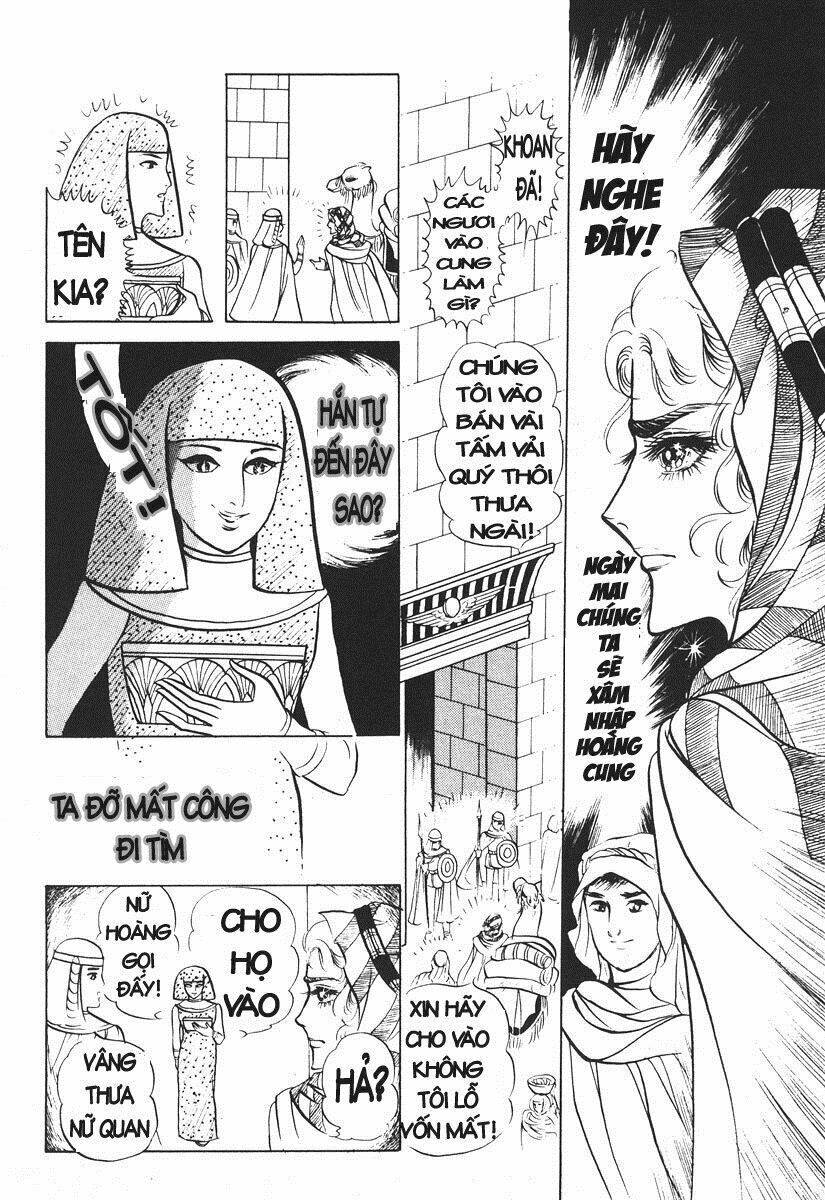 HÃY
NGHE
ĐÂY!
NGÀY
MAI
CHÚNG
TA
SẼ
XÂM
NHẬP
HOÀNG
CUNG
KHOAN
ĐÃ!
CÁC
NGƯƠI
VÀO
CUNG
LÀM
GÌ?
CHÚNG
TÔI VÀO
BÁN VÀI
TẤM VẢI
QUÝ THÔI
THƯA
NGÀI!
XIN HÃY
CHO VÀO
KHÔNG
TÔI LỖ
VỐN MẤT!
TÊN
KIA?
HẮN TỰ
ĐẾN ĐÂY
SAO?
TỐT!
TA ĐỠ MẤT CÔNG
ĐI TÌM
HẢ?
CHO
HỌ
VÀO
NỮ
HOÀNG
GỌI
ĐẤY!
VÂNG
THƯA
NỮ QUAN